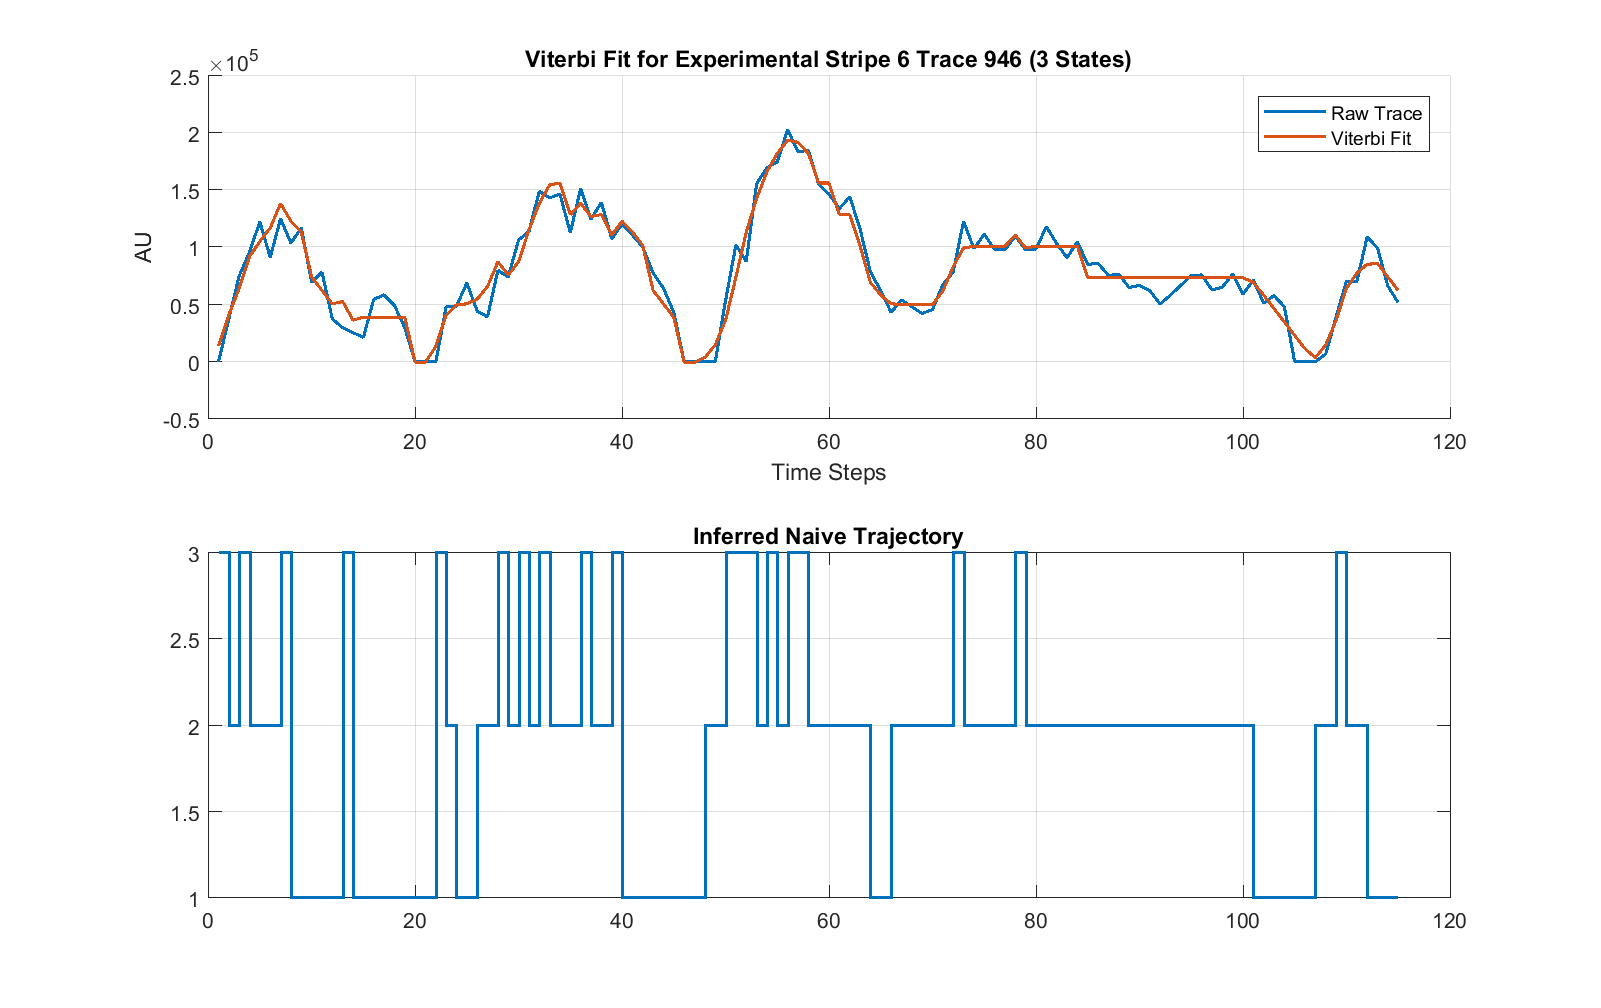 Viterbi Fit for Experimental Stripe 6 Trace 946 (3 States)
×10^5
2.5
2
1.5
1
0.5
0
-0.5
AU
Raw Trace
Viterbi Fit
0 20 40 60 80 100 120
Time Steps
Inferred Naive Trajectory
3
2.5
2
1.5
1
0 20 40 60 80 100 120